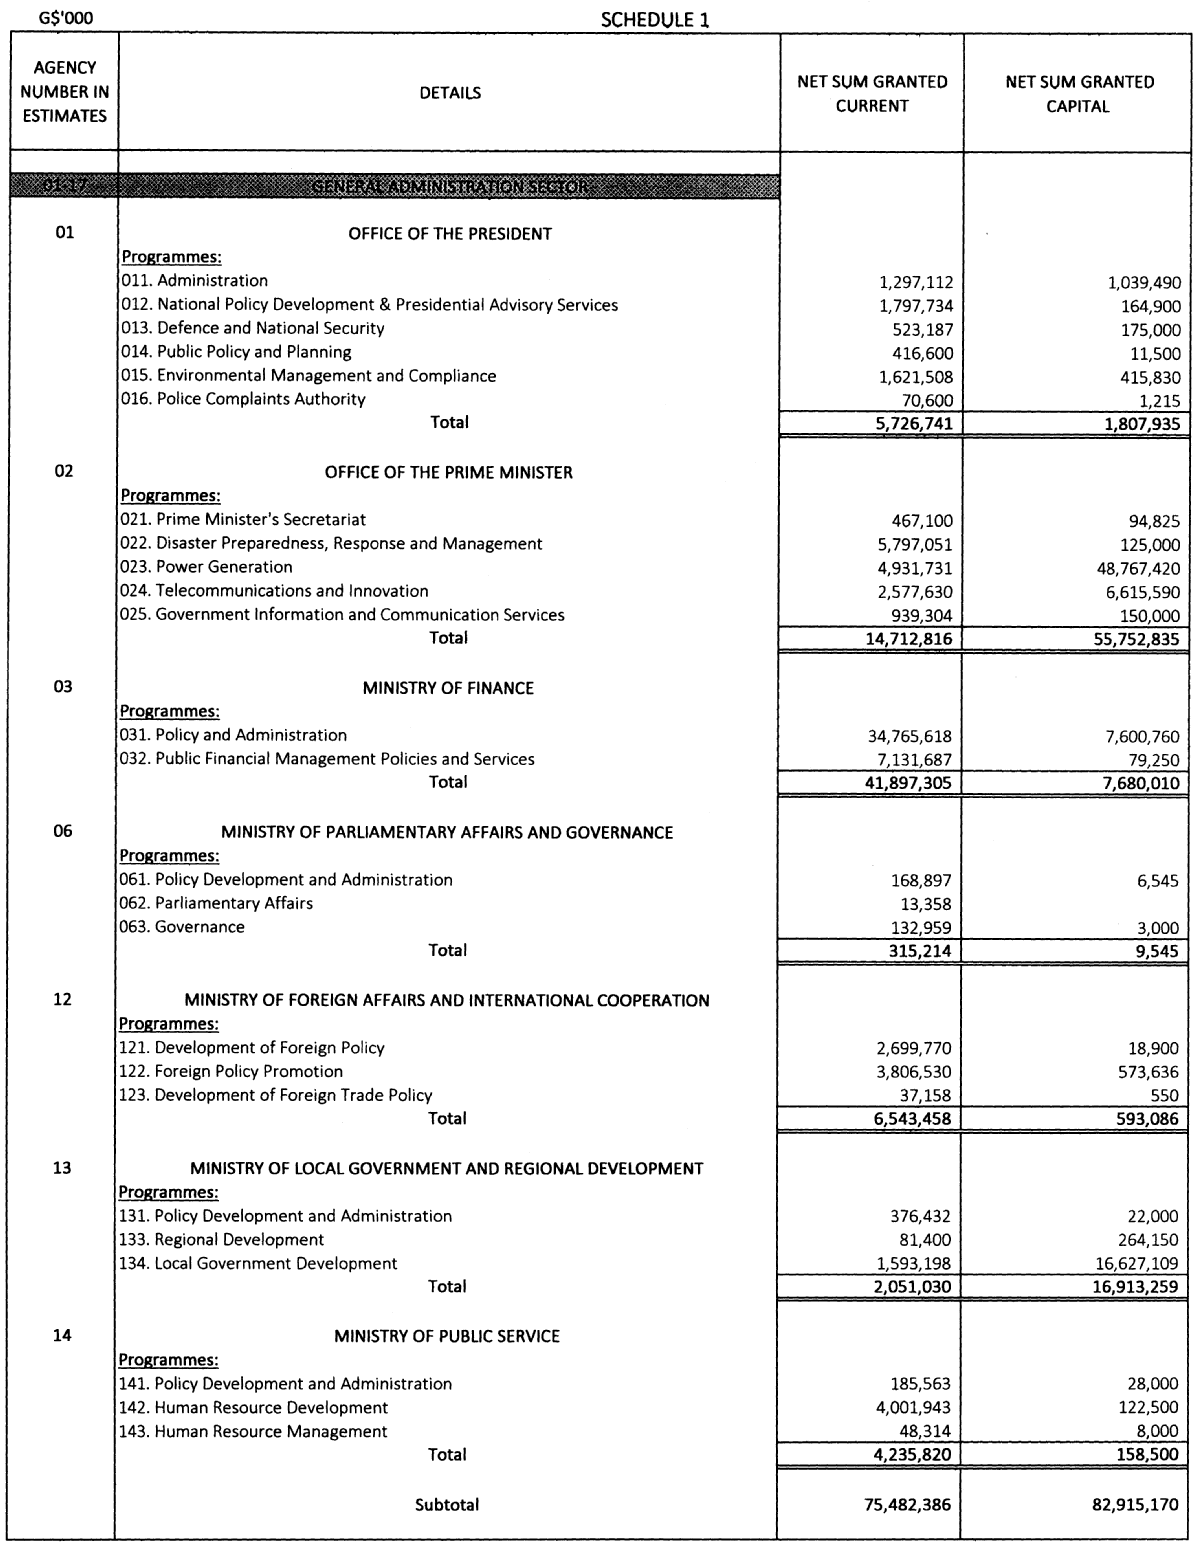 G$'000
SCHEDULE 1
AGENCY NUMBER IN ESTIMATES DETAILS NET SUM GRANTED CURRENT NET SUM GRANTED CAPITAL
01-17 GENERAL ADMINISTRATION SECTOR
01 OFFICE OF THE PRESIDENT
Programmes:
011. Administration 1,297,112 1,039,490
012. National Policy Development & Presidential Advisory Services 1,797,734 164,900
013. Defence and National Security 523,187 175,000
014. Public Policy and Planning 416,600 11,500
015. Environmental Management and Compliance 1,621,508 415,830
016. Police Complaints Authority 70,600 1,215
Total 5,726,741 1,807,935
02 OFFICE OF THE PRIME MINISTER
Programmes:
021. Prime Minister's Secretariat 467,100 94,825
022. Disaster Preparedness, Response and Management 5,797,051 125,000
023. Power Generation 4,931,731 48,767,420
024. Telecommunications and Innovation 2,577,630 6,615,590
025. Government Information and Communication Services 939,304 150,000
Total 14,712,816 55,752,835
03 MINISTRY OF FINANCE
Programmes:
031. Policy and Administration 34,765,618 7,600,760
032. Public Financial Management Policies and Services 7,131,687 79,250
Total 41,897,305 7,680,010
06 MINISTRY OF PARLIAMENTARY AFFAIRS AND GOVERNANCE
Programmes:
061. Policy Development and Administration 168,897 6,545
062. Parliamentary Affairs 13,358
063. Governance 132,959 3,000
Total 315,214 9,545
12 MINISTRY OF FOREIGN AFFAIRS AND INTERNATIONAL COOPERATION
Programmes:
121. Development of Foreign Policy 2,699,770 18,900
122. Foreign Policy Promotion 3,806,530 573,636
123. Development of Foreign Trade Policy 37,158 550
Total 6,543,458 593,086
13 MINISTRY OF LOCAL GOVERNMENT AND REGIONAL DEVELOPMENT
Programmes:
131. Policy Development and Administration 376,432 22,000
133. Regional Development 81,400 264,150
134. Local Government Development 1,593,198 16,627,109
Total 2,051,030 16,913,259
14 MINISTRY OF PUBLIC SERVICE
Programmes:
141. Policy Development and Administration 185,563 28,000
142. Human Resource Development 4,001,943 122,500
143. Human Resource Management 48,314 8,000
Total 4,235,820 158,500
Subtotal 75,482,386 82,915,170